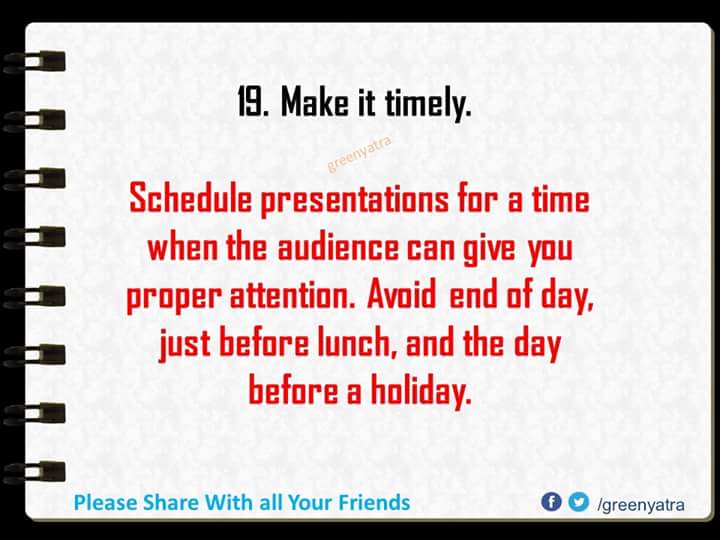 19. Make it timely.
greenyatra
Schedule presentations for a time
when the audience can give you
proper attention. Avoid end of day,
just before lunch, and the day
before a holiday.
Please Share With all Your Friends
/greenyatra